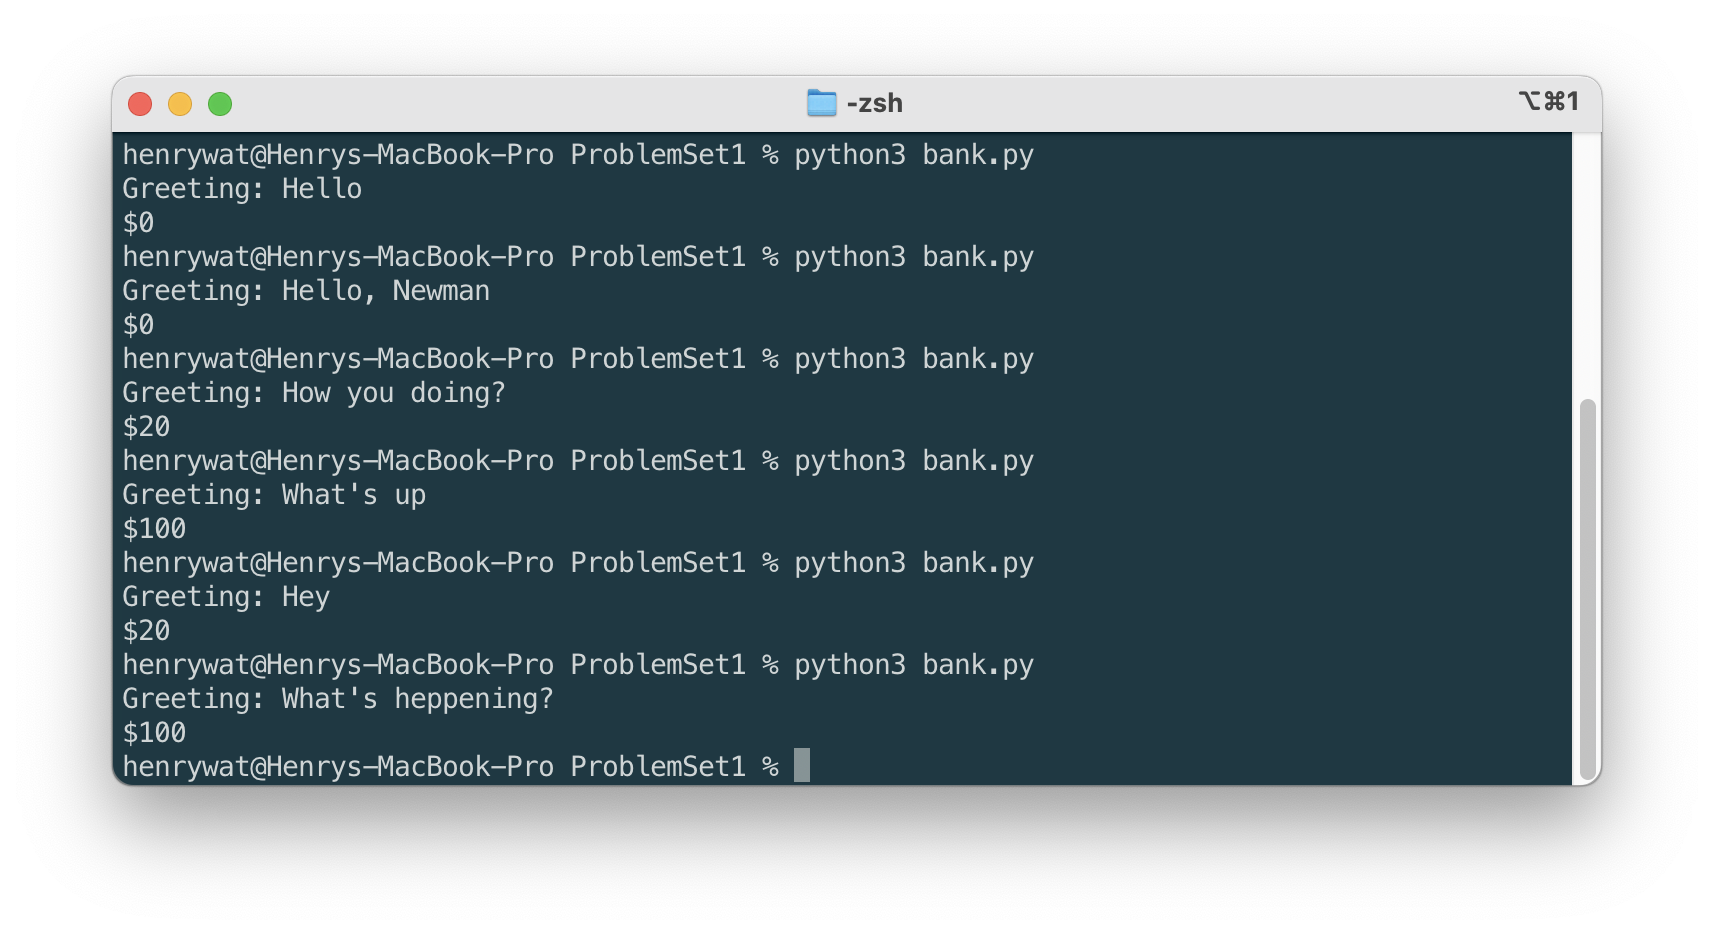 -zsh
⌥⌘1
henrywat@Henrys-MacBook-Pro ProblemSet1 % python3 bank.py
Greeting: Hello
$0
henrywat@Henrys-MacBook-Pro ProblemSet1 % python3 bank.py
Greeting: Hello, Newman
$0
henrywat@Henrys-MacBook-Pro ProblemSet1 % python3 bank.py
Greeting: How you doing?
$20
henrywat@Henrys-MacBook-Pro ProblemSet1 % python3 bank.py
Greeting: What's up
$100
henrywat@Henrys-MacBook-Pro ProblemSet1 % python3 bank.py
Greeting: Hey
$20
henrywat@Henrys-MacBook-Pro ProblemSet1 % python3 bank.py
Greeting: What's heppening?
$100
henrywat@Henrys-MacBook-Pro ProblemSet1 %